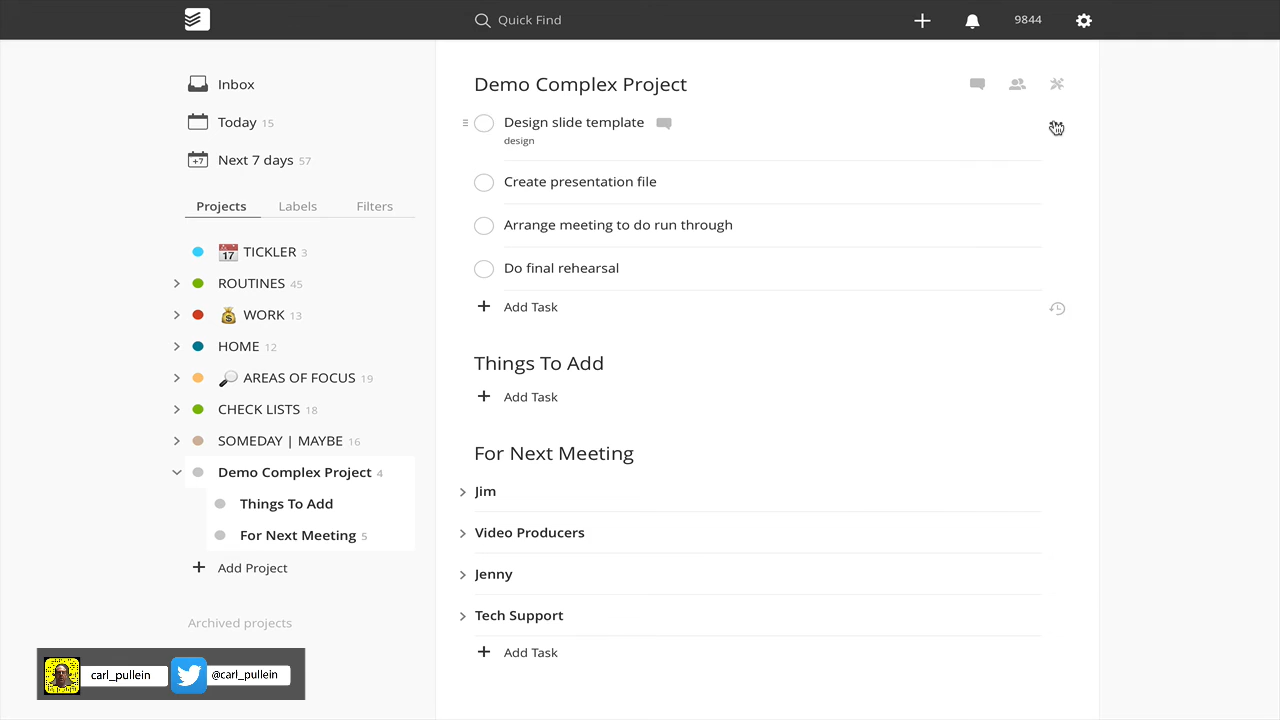 Quick Find
9844
Inbox
Today 15
+7 Next 7 days 57
Projects Labels Filters
17 TICKLER 3
ROUTINES 45
WORK 13
HOME 12
AREAS OF FOCUS 19
CHECK LISTS 18
SOMEDAY | MAYBE 16
Demo Complex Project 4
Things To Add
For Next Meeting 5
Add Project
Archived projects
Demo Complex Project
Design slide template
design
Create presentation file
Arrange meeting to do run through
Do final rehearsal
Add Task
Things To Add
Add Task
For Next Meeting
Jim
Video Producers
Jenny
Tech Support
Add Task
carl_pullein @carl_pullein